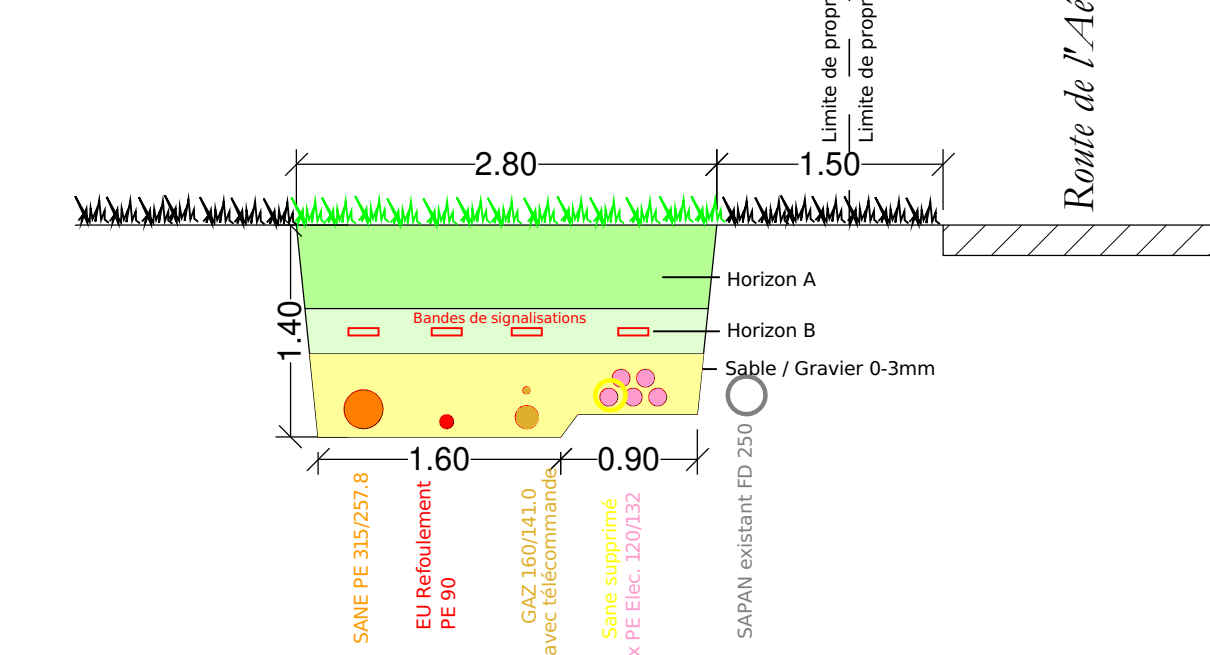 Limite de propr
Limite de propr
Route de l'Aé
2.80
1.50
Horizon A
Bandes de signalisations
Horizon B
1.40
Sable / Gravier 0-3mm
1.60
0.90
SANE PE 315/257.8
EU Refoulement
PE 90
GAZ 160/141.0
avec télécommande
Sane supprimé
x PE Elec. 120/132
SAPAN existant FD 250